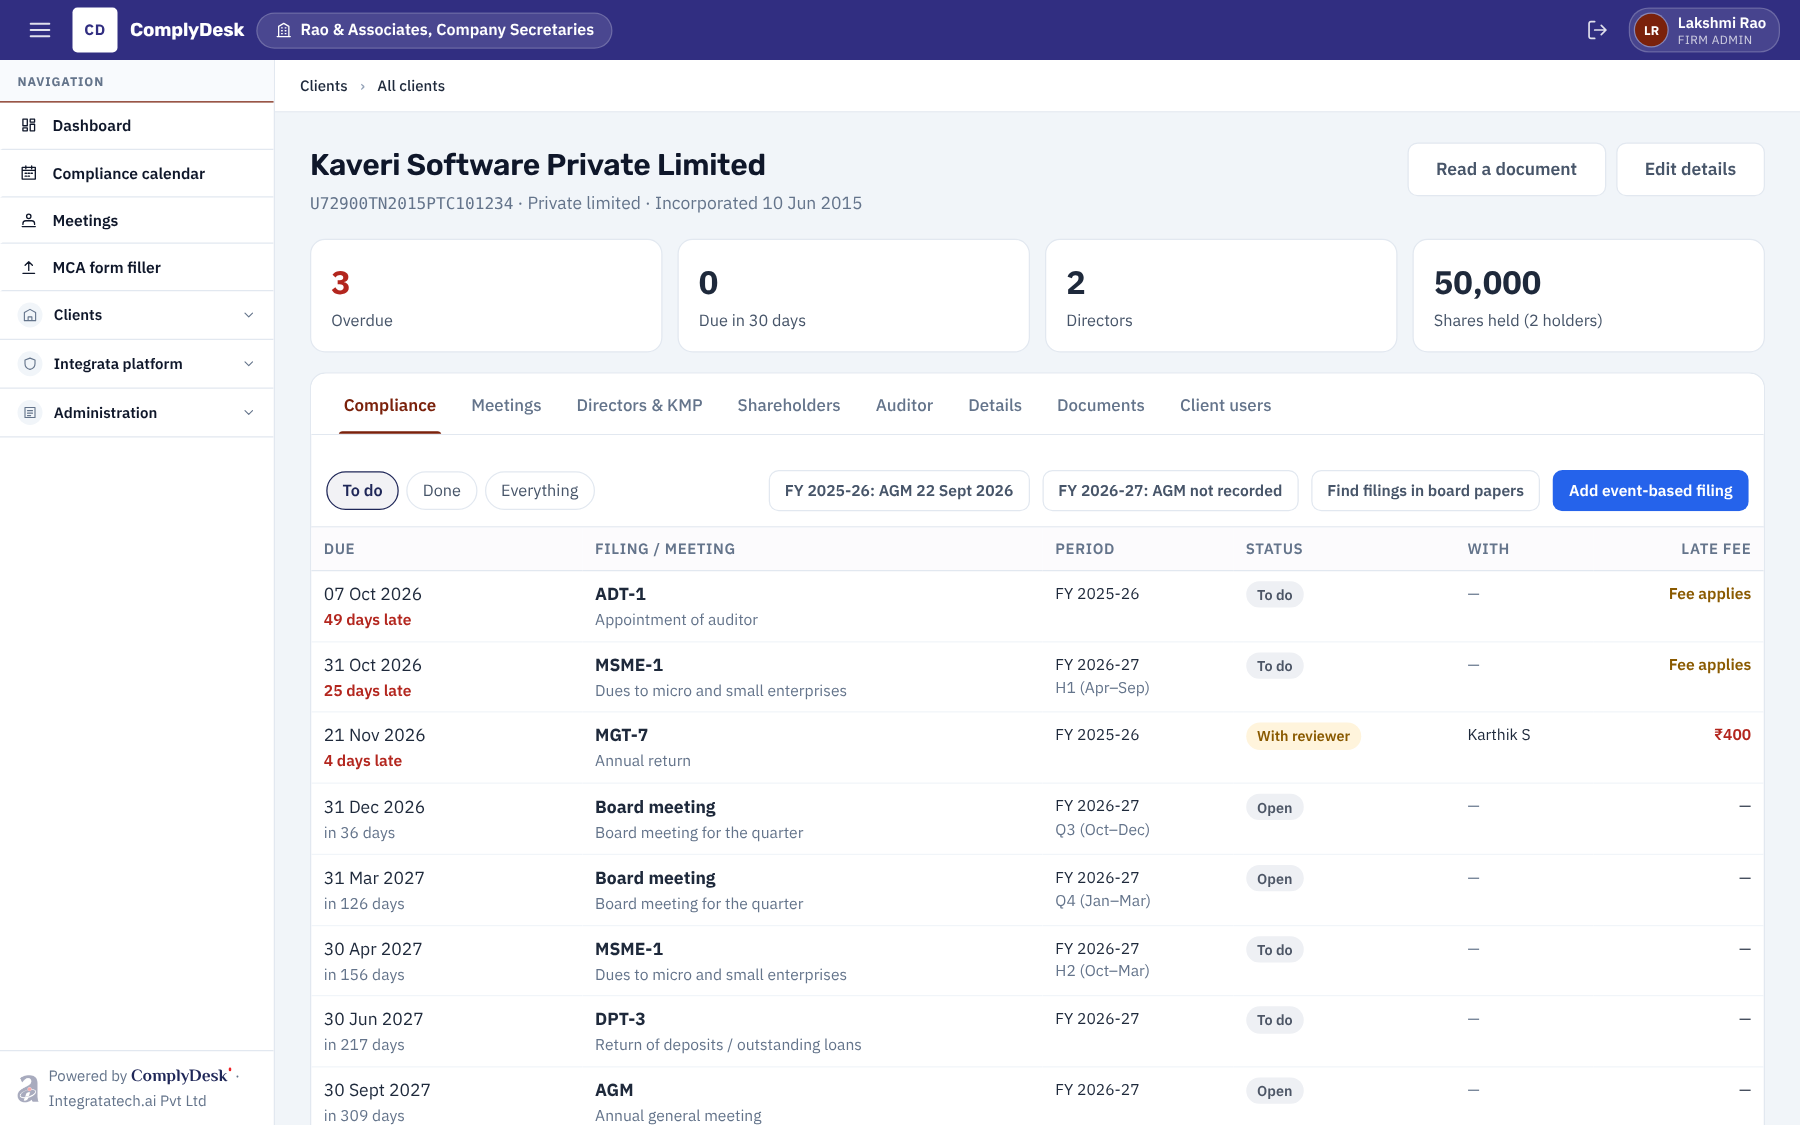 CD
ComplyDesk
Rao & Associates, Company Secretaries
LR
Lakshmi Rao
FIRM ADMIN
NAVIGATION
Dashboard
Compliance calendar
Meetings
MCA form filler
Clients
Integrata platform
Administration
Powered by ComplyDesk ·
Integratatech.ai Pvt Ltd
Clients › All clients
Kaveri Software Private Limited
U72900TN2015PTC101234 · Private limited · Incorporated 10 Jun 2015
Read a document
Edit details
3
Overdue
0
Due in 30 days
2
Directors
50,000
Shares held (2 holders)
Compliance Meetings Directors & KMP Shareholders Auditor Details Documents Client users
To do Done Everything
FY 2025-26: AGM 22 Sept 2026
FY 2026-27: AGM not recorded
Find filings in board papers
Add event-based filing
DUE FILING / MEETING PERIOD STATUS WITH LATE FEE
07 Oct 2026 ADT-1 FY 2025-26 To do — Fee applies
49 days late Appointment of auditor
31 Oct 2026 MSME-1 FY 2026-27 To do — Fee applies
25 days late Dues to micro and small enterprises H1 (Apr–Sep)
21 Nov 2026 MGT-7 FY 2025-26 With reviewer Karthik S ₹400
4 days late Annual return
31 Dec 2026 Board meeting FY 2026-27 Open — —
in 36 days Board meeting for the quarter Q3 (Oct–Dec)
31 Mar 2027 Board meeting FY 2026-27 Open — —
in 126 days Board meeting for the quarter Q4 (Jan–Mar)
30 Apr 2027 MSME-1 FY 2026-27 To do — —
in 156 days Dues to micro and small enterprises H2 (Oct–Mar)
30 Jun 2027 DPT-3 FY 2026-27 To do — —
in 217 days Return of deposits / outstanding loans
30 Sept 2027 AGM FY 2026-27 Open — —
in 309 days Annual general meeting